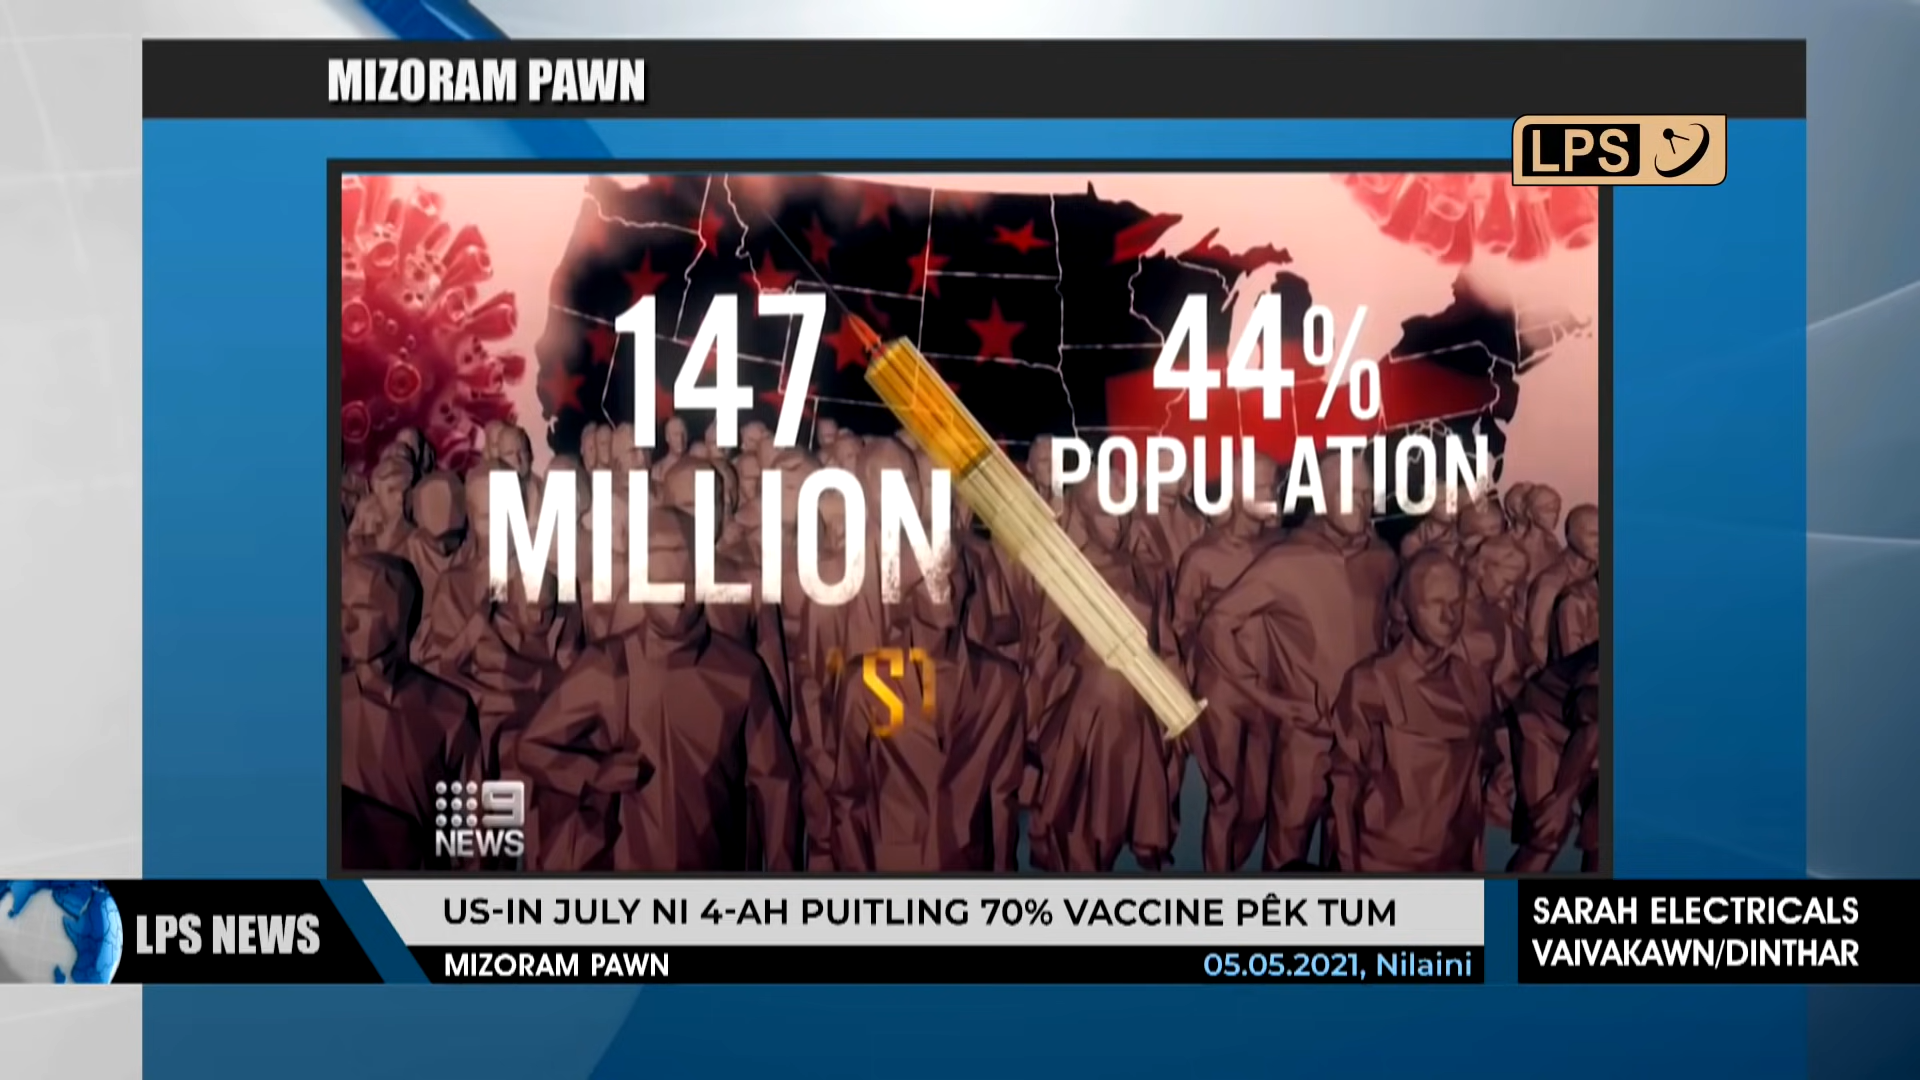 MIZORAM PAWN
LPS
147
MILLION
44%
POPULATION
9
NEWS
LPS NEWS
US-IN JULY NI 4-AH PUITLING 70% VACCINE PÊK TUM
MIZORAM PAWN
05.05.2021, Nilaini
SARAH ELECTRICALS
VAIVAKAWN/DINTHAR